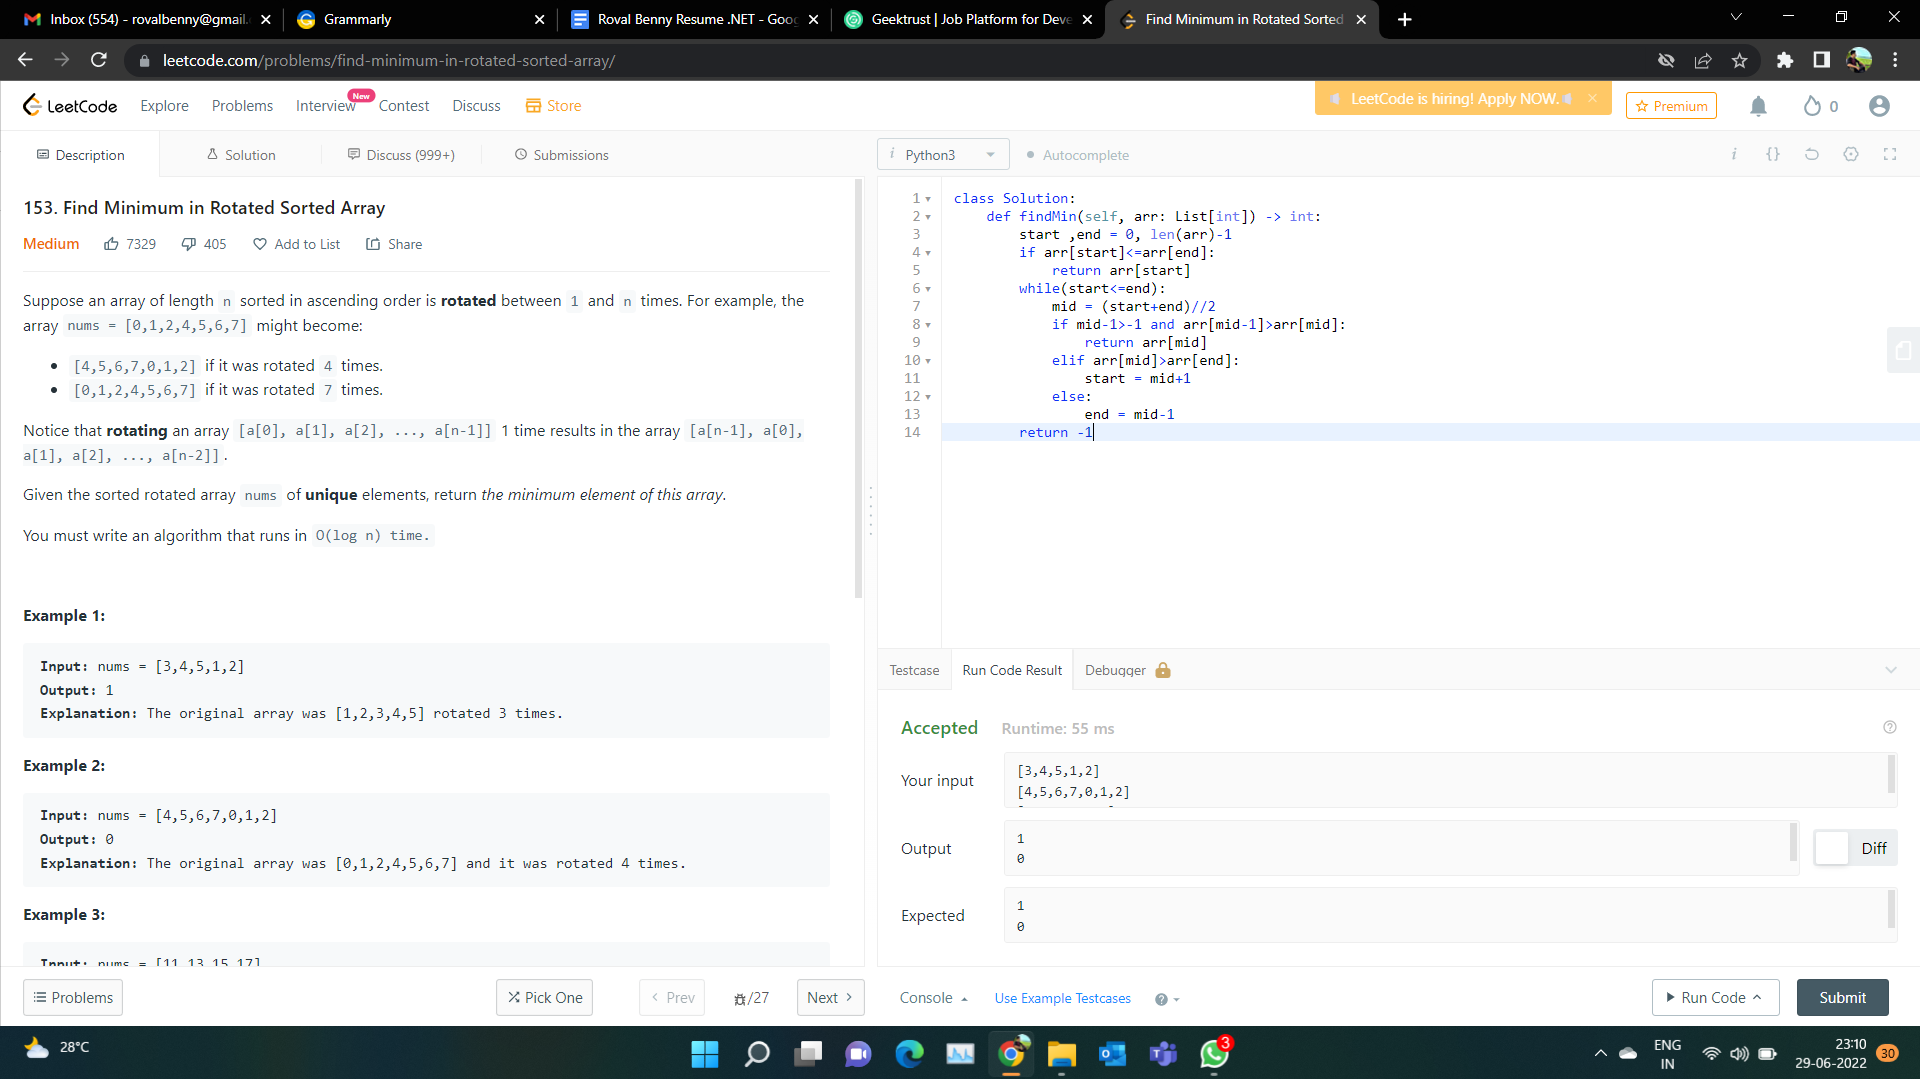 Inbox (554) - rovalbenny@gmail.
Grammarly
Roval Benny Resume .NET - Goog
Geektrust | Job Platform for Deve
Find Minimum in Rotated Sorted
leetcode.com/problems/find-minimum-in-rotated-sorted-array/
LeetCode
Explore
Problems
Interview
New
Contest
Discuss
Store
LeetCode is hiring! Apply NOW.
Premium
0
Description
Solution
Discuss (999+)
Submissions
153. Find Minimum in Rotated Sorted Array
Medium
7329
405
Add to List
Share
Suppose an array of length n sorted in ascending order is rotated between 1 and n times. For example, the
array nums = [0,1,2,4,5,6,7] might become:
[4,5,6,7,0,1,2] if it was rotated 4 times.
[0,1,2,4,5,6,7] if it was rotated 7 times.
Notice that rotating an array [a[0], a[1], a[2], ..., a[n-1]] 1 time results in the array [a[n-1], a[0],
a[1], a[2], ..., a[n-2]].
Given the sorted rotated array nums of unique elements, return the minimum element of this array.
You must write an algorithm that runs in O(log n) time.
Example 1:
Input: nums = [3,4,5,1,2]
Output: 1
Explanation: The original array was [1,2,3,4,5] rotated 3 times.
Example 2:
Input: nums = [4,5,6,7,0,1,2]
Output: 0
Explanation: The original array was [0,1,2,4,5,6,7] and it was rotated 4 times.
Example 3:
Input: nums = [11,13,15,17]
Problems
Pick One
Prev
/27
Next
i Python3
Autocomplete
i
{}
1 class Solution:
2 def findMin(self, arr: List[int]) -> int:
3 start ,end = 0, len(arr)-1
4 if arr[start]<=arr[end]:
5 return arr[start]
6 while(start<=end):
7 mid = (start+end)//2
8 if mid-1>-1 and arr[mid-1]>arr[mid]:
9 return arr[mid]
10 elif arr[mid]>arr[end]:
11 start = mid+1
12 else:
13 end = mid-1
14 return -1
Testcase
Run Code Result
Debugger
Accepted
Runtime: 55 ms
Your input
[3,4,5,1,2]
[4,5,6,7,0,1,2]
Output
1
0
Diff
Expected
1
0
Console
Use Example Testcases
Run Code
Submit
28°C
3
ENG
IN
23:10
29-06-2022
30